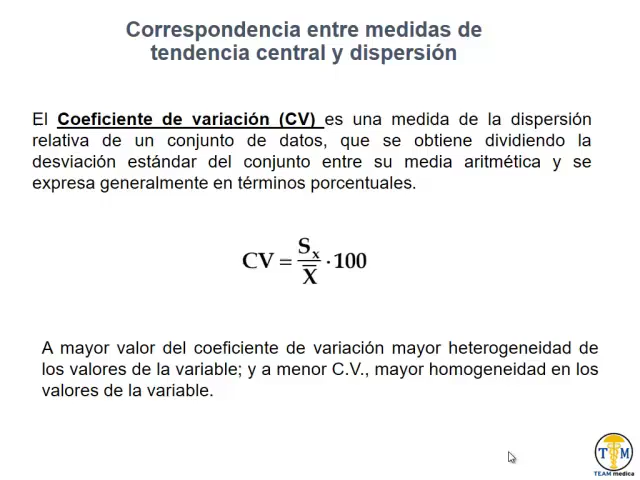 Correspondencia entre medidas de
tendencia central y dispersión
El Coeficiente de variación (CV) es una medida de la dispersión
relativa de un conjunto de datos, que se obtiene dividiendo la
desviación estándar del conjunto entre su media aritmética y se
expresa generalmente en términos porcentuales.
CV = Sₓ / X̅ · 100
A mayor valor del coeficiente de variación mayor heterogeneidad de
los valores de la variable; y a menor C.V., mayor homogeneidad en los
valores de la variable.
T M
TEAM medica